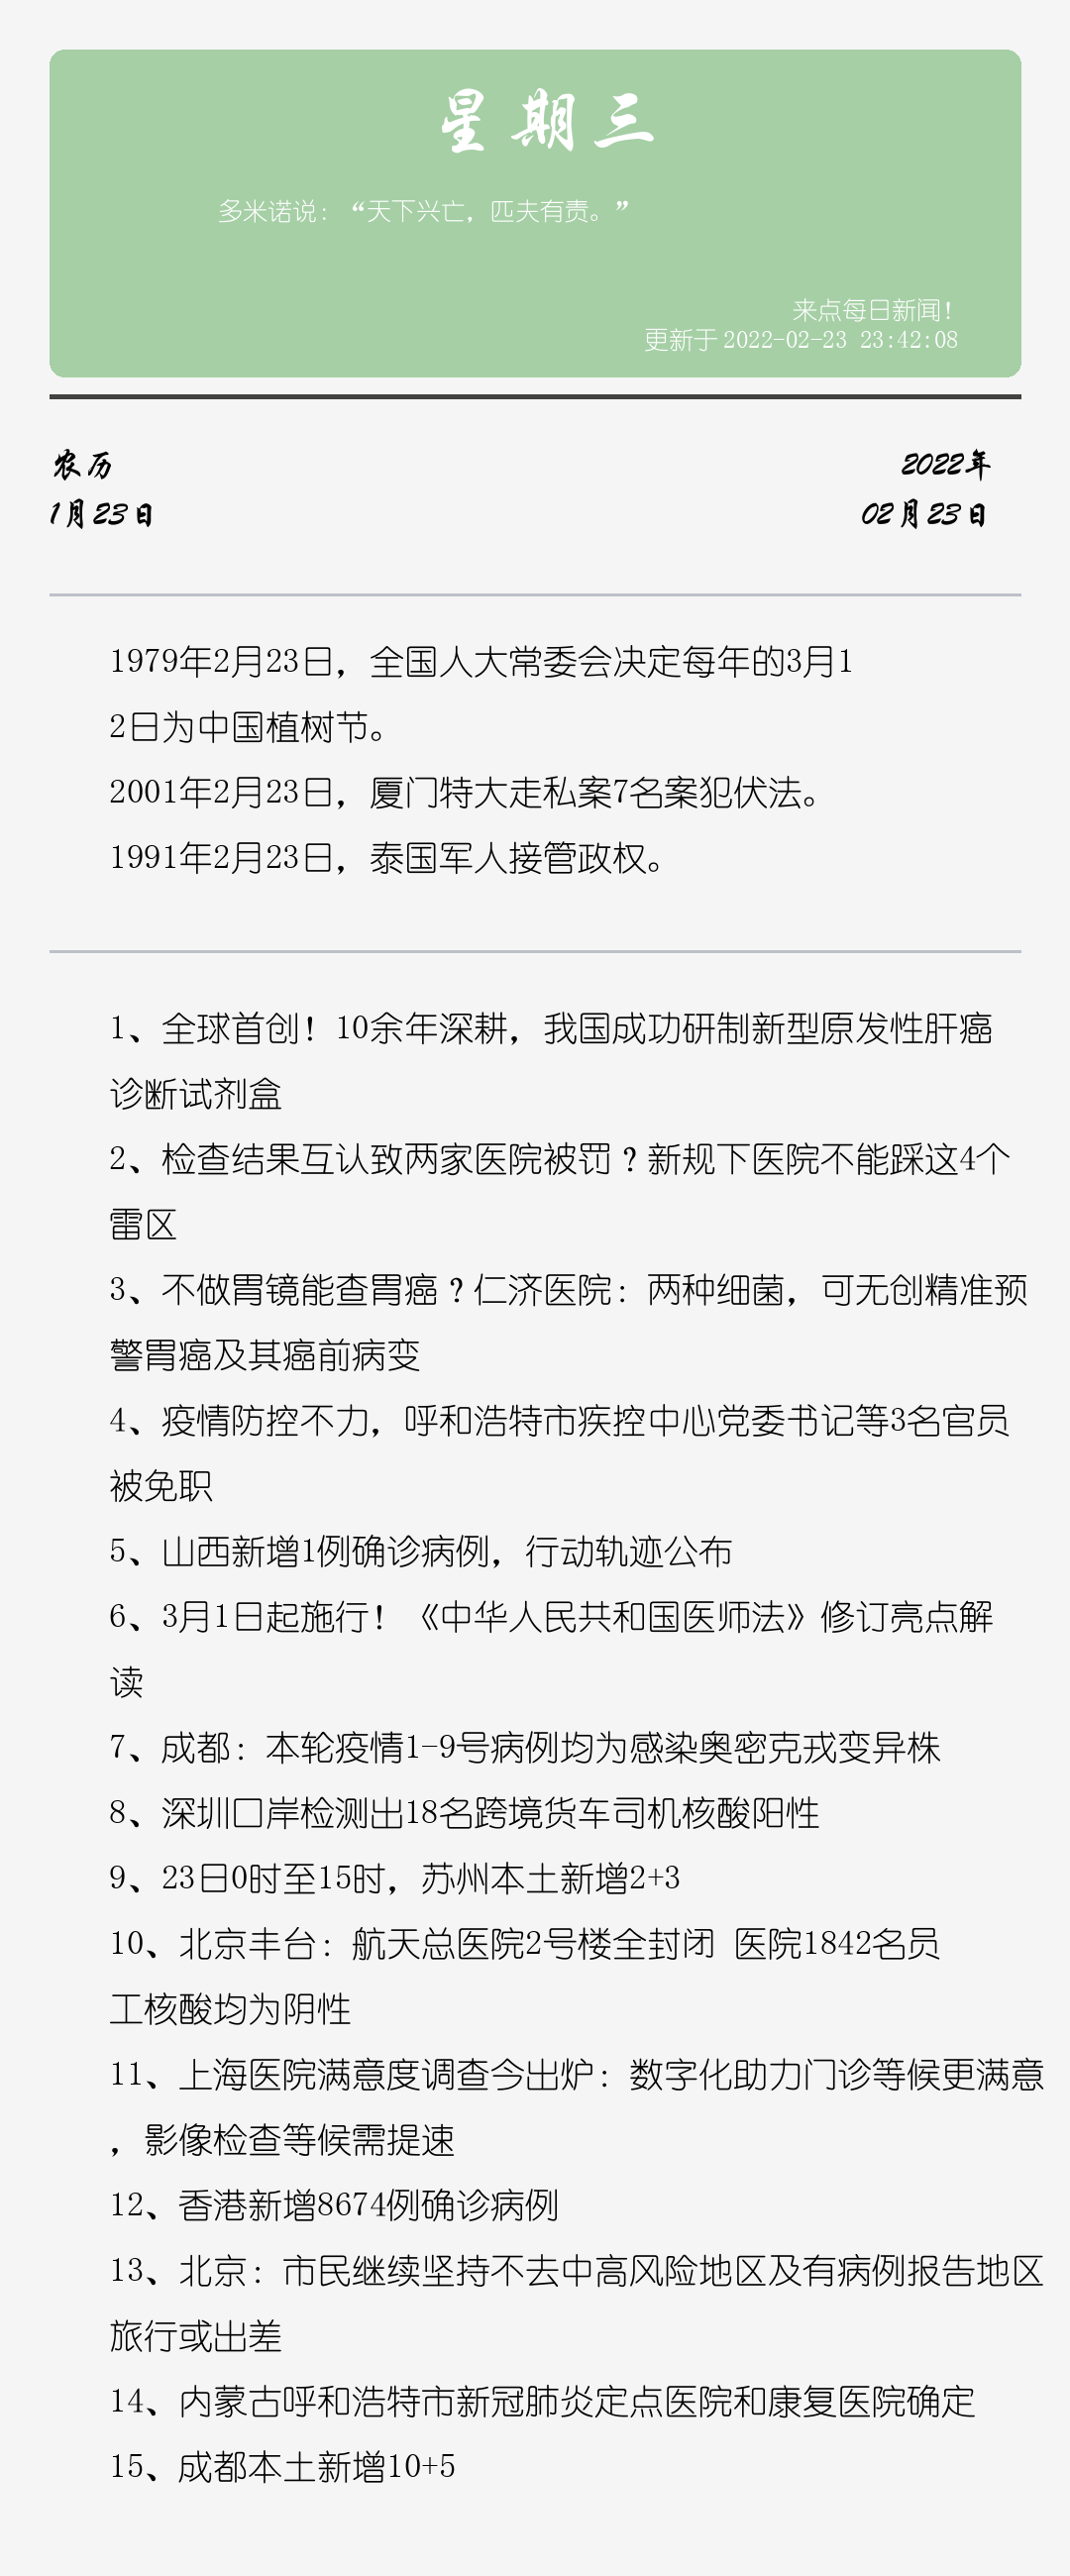 星期三
多米诺说：“天下兴亡，匹夫有责。”
来点每日新闻！
更新于 2022-02-23 23:42:08
农历
2022年
1月23日
02月23日
1979年2月23日，全国人大常委会决定每年的3月1
2日为中国植树节。
2001年2月23日，厦门特大走私案7名案犯伏法。
1991年2月23日，泰国军人接管政权。
1、全球首创！10余年深耕，我国成功研制新型原发性肝癌
诊断试剂盒
2、检查结果互认致两家医院被罚？新规下医院不能踩这4个
雷区
3、不做胃镜能查胃癌？仁济医院：两种细菌，可无创精准预
警胃癌及其癌前病变
4、疫情防控不力，呼和浩特市疾控中心党委书记等3名官员
被免职
5、山西新增1例确诊病例，行动轨迹公布
6、3月1日起施行！《中华人民共和国医师法》修订亮点解
读
7、成都：本轮疫情1-9号病例均为感染奥密克戎变异株
8、深圳口岸检测出18名跨境货车司机核酸阳性
9、23日0时至15时，苏州本土新增2+3
10、北京丰台：航天总医院2号楼全封闭 医院1842名员
工核酸均为阴性
11、上海医院满意度调查今出炉：数字化助力门诊等候更满意
，影像检查等候需提速
12、香港新增8674例确诊病例
13、北京：市民继续坚持不去中高风险地区及有病例报告地区
旅行或出差
14、内蒙古呼和浩特市新冠肺炎定点医院和康复医院确定
15、成都本土新增10+5